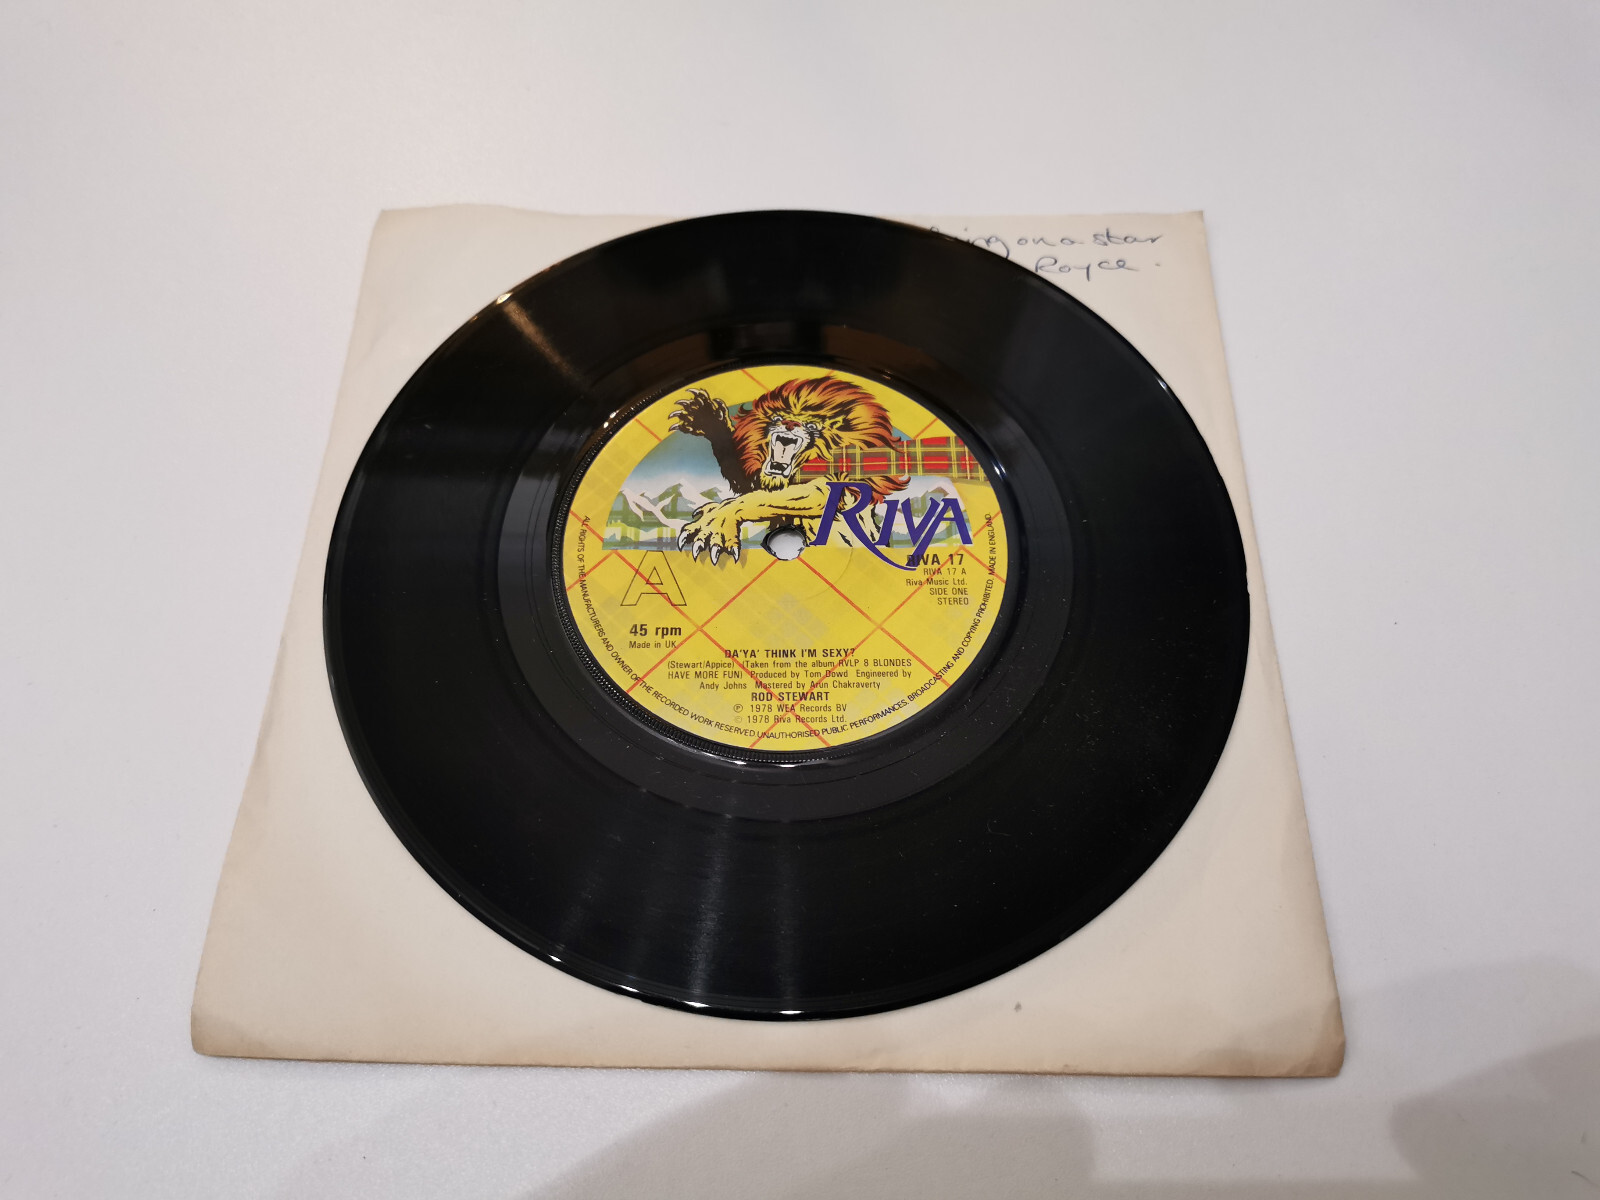 on a star
Royce.
RIVA
RIVA 17
RIVA 17 A
Riva Music Ltd.
SIDE ONE
STEREO
A
45 rpm
Made in UK
DA'YA' THINK I'M SEXY?
(Stewart/Appice) (Taken from the album RVLP 8 BLONDES
HAVE MORE FUN) Produced by Tom Dowd Engineered by
Andy Johns Mastered by Arun Chakraverty
ROD STEWART
℗ 1978 WEA Records BV
© 1978 Riva Records Ltd.
ALL RIGHTS OF THE MANUFACTURERS AND OWNER OF THE RECORDED WORK RESERVED. UNAUTHORISED PUBLIC PERFORMANCES, BROADCASTING AND COPYING PROHIBITED. MADE IN ENGLAND